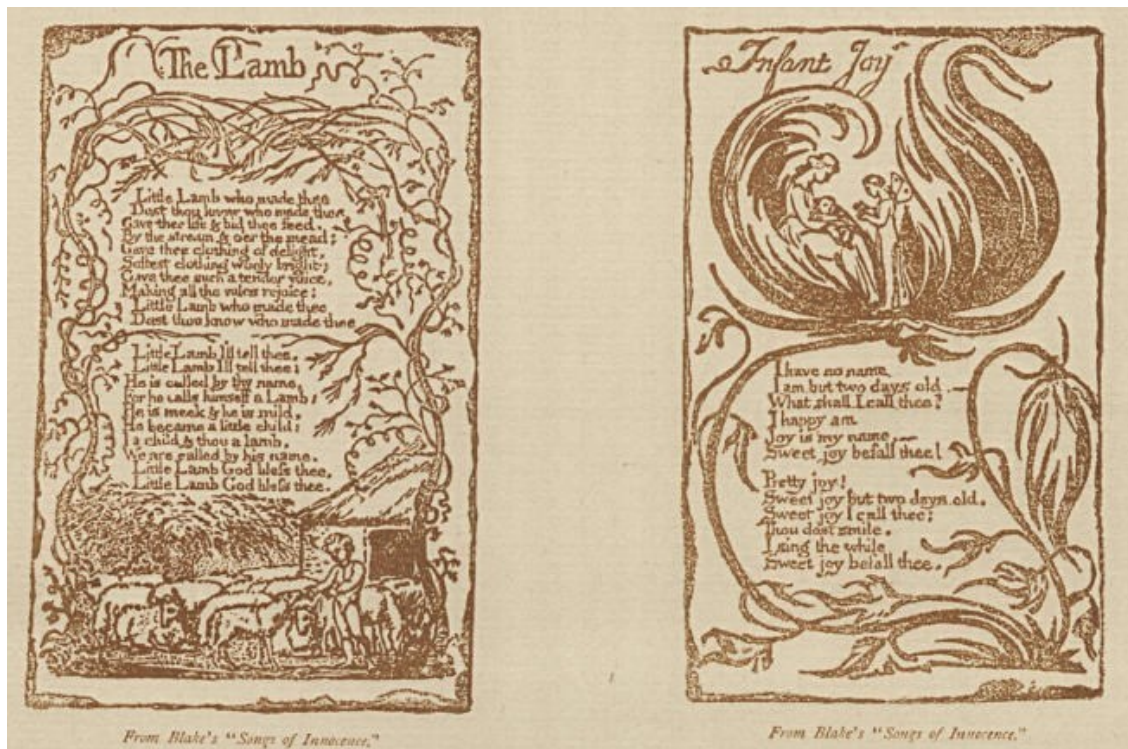 The Lamb
Little Lamb who made thee
Dost thou know who made thee
Gave thee life & bid thee feed.
By the stream & oer the mead;
Gave thee clothing of delight,
Softest clothing wooly bright;
Gave thee such a tender voice,
Making all the vales rejoice;
Little Lamb who made thee
Dost thou know who made thee
Little Lamb I'll tell thee,
Little Lamb I'll tell thee;
He is called by thy name,
For he calls himself a Lamb;
He is meek & he is mild,
He became a little child;
I a child & thou a lamb,
We are called by his name.
Little Lamb God bless thee,
Little Lamb God bless thee.
From Blake's "Songs of Innocence."
Infant Joy
I have no name
I am but two days old.—
What shall I call thee?
I happy am
Joy is my name,—
Sweet joy befall thee!
Pretty joy!
Sweet joy but two days old.
Sweet joy I call thee;
Thou dost smile.
I sing the while
Sweet joy befall thee.
From Blake's "Songs of Innocence."